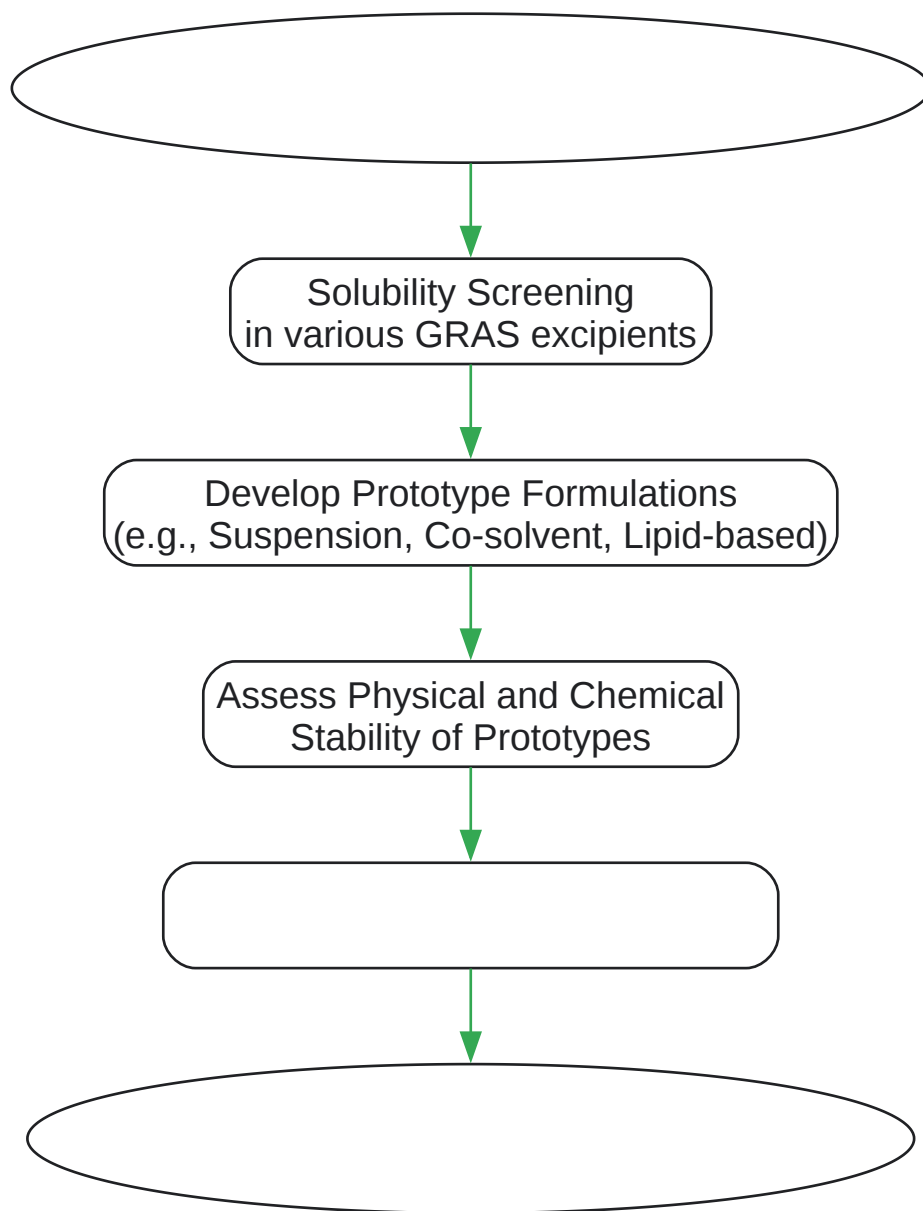 Solubility Screening
in various GRAS excipients
Develop Prototype Formulations
(e.g., Suspension, Co-solvent, Lipid-based)
Assess Physical and Chemical
Stability of Prototypes